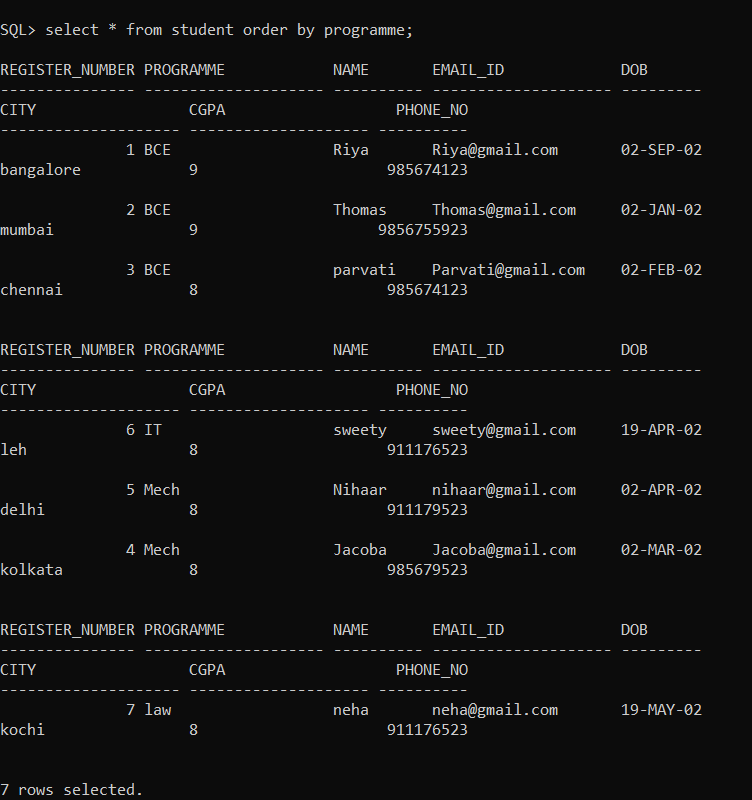 SQL> select * from student order by programme;
REGISTER_NUMBER PROGRAMME            NAME       EMAIL_ID             DOB
--------------- -------------------- ---------- -------------------- ---------
CITY                 CGPA                   PHONE_NO
-------------------- -------------------- ----------
              1 BCE                  Riya       Riya@gmail.com       02-SEP-02
bangalore            9                     985674123
              2 BCE                  Thomas     Thomas@gmail.com     02-JAN-02
mumbai               9                    9856755923
              3 BCE                  parvati    Parvati@gmail.com    02-FEB-02
chennai              8                     985674123
REGISTER_NUMBER PROGRAMME            NAME       EMAIL_ID             DOB
--------------- -------------------- ---------- -------------------- ---------
CITY                 CGPA                   PHONE_NO
-------------------- -------------------- ----------
              6 IT                   sweety     sweety@gmail.com     19-APR-02
leh                  8                     911176523
              5 Mech                 Nihaar     nihaar@gmail.com     02-APR-02
delhi                8                     911179523
              4 Mech                 Jacoba     Jacoba@gmail.com     02-MAR-02
kolkata              8                     985679523
REGISTER_NUMBER PROGRAMME            NAME       EMAIL_ID             DOB
--------------- -------------------- ---------- -------------------- ---------
CITY                 CGPA                   PHONE_NO
-------------------- -------------------- ----------
              7 law                  neha       neha@gmail.com       19-MAY-02
kochi                8                     911176523
7 rows selected.